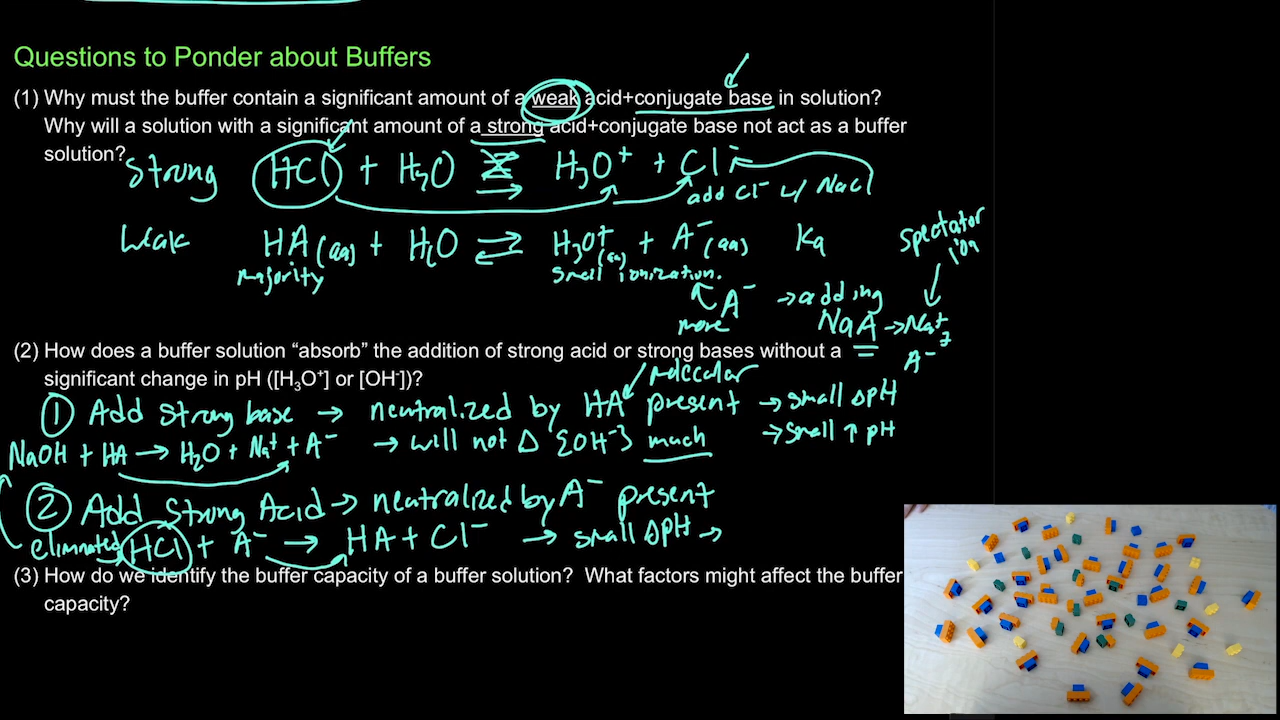 Questions to Ponder about Buffers
(1) Why must the buffer contain a significant amount of a weak acid+conjugate base in solution?
Why will a solution with a significant amount of a strong acid+conjugate base not act as a buffer
solution?
Strong HCl + H₂O ⇄ → H₃O⁺ + Cl⁻
add Cl⁻ w/ NaCl
Weak HA(aq) + H₂O ⇌ H₃O⁺(aq) + A⁻(aq) Ka
majority small ionization.
spectator ion
more A⁻ → adding
NaA → Na⁺,
A⁻
(2) How does a buffer solution “absorb” the addition of strong acid or strong bases without a
significant change in pH ([H₃O⁺] or [OH⁻])?
molecular
① Add strong base → neutralized by HA present → small ΔpH
NaOH + HA → H₂O + Na⁺ + A⁻ → will not Δ [OH⁻] much → small ↑ pH
② Add Strong Acid → neutralized by A⁻ present
eliminated HCl + A⁻ → HA + Cl⁻ → small ΔpH →
(3) How do we identify the buffer capacity of a buffer solution? What factors might affect the buffer
capacity?